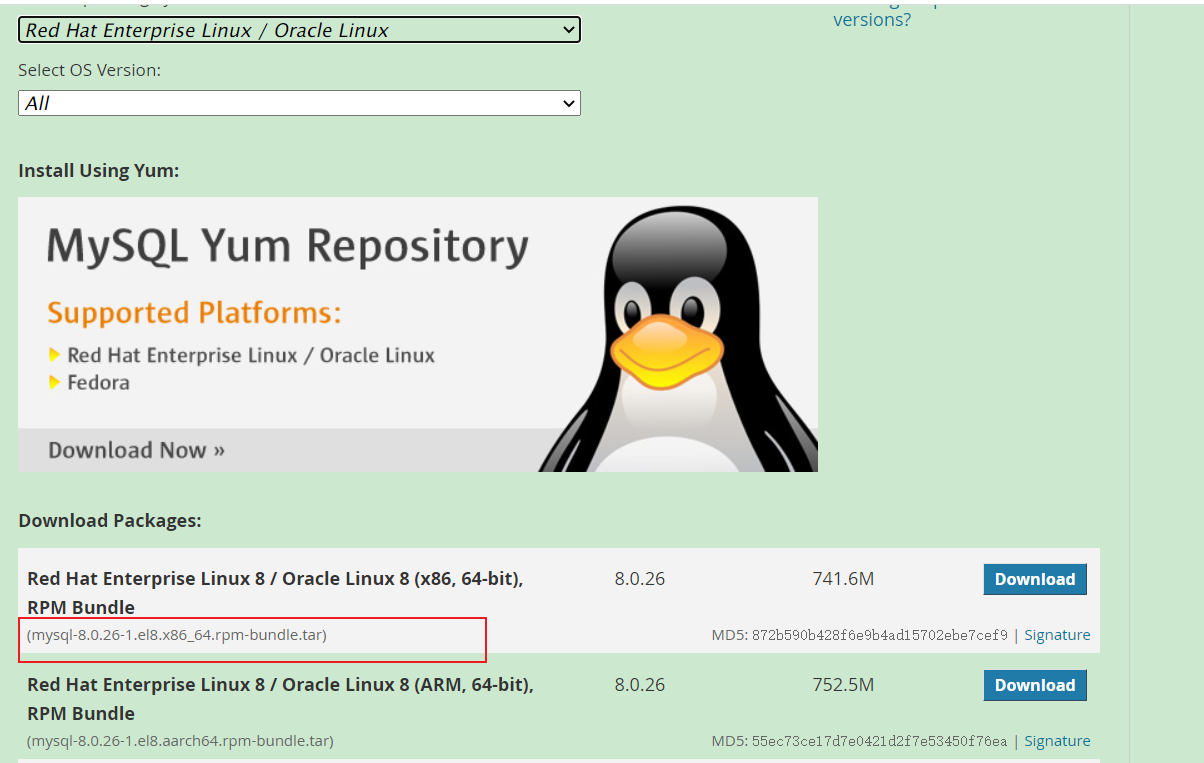 Red Hat Enterprise Linux / Oracle Linux
versions?
Select OS Version:
All
Install Using Yum:
MySQL Yum Repository
Supported Platforms:
Red Hat Enterprise Linux / Oracle Linux
Fedora
Download Now »
Download Packages:
Red Hat Enterprise Linux 8 / Oracle Linux 8 (x86, 64-bit), 8.0.26 741.6M Download
RPM Bundle
(mysql-8.0.26-1.el8.x86_64.rpm-bundle.tar) MD5: 872b590b428f6e9b4ad15702ebe7cef9 | Signature
Red Hat Enterprise Linux 8 / Oracle Linux 8 (ARM, 64-bit), 8.0.26 752.5M Download
RPM Bundle
(mysql-8.0.26-1.el8.aarch64.rpm-bundle.tar) MD5: 55ec73ce17d7e0421d2f7e53450f76ea | Signature